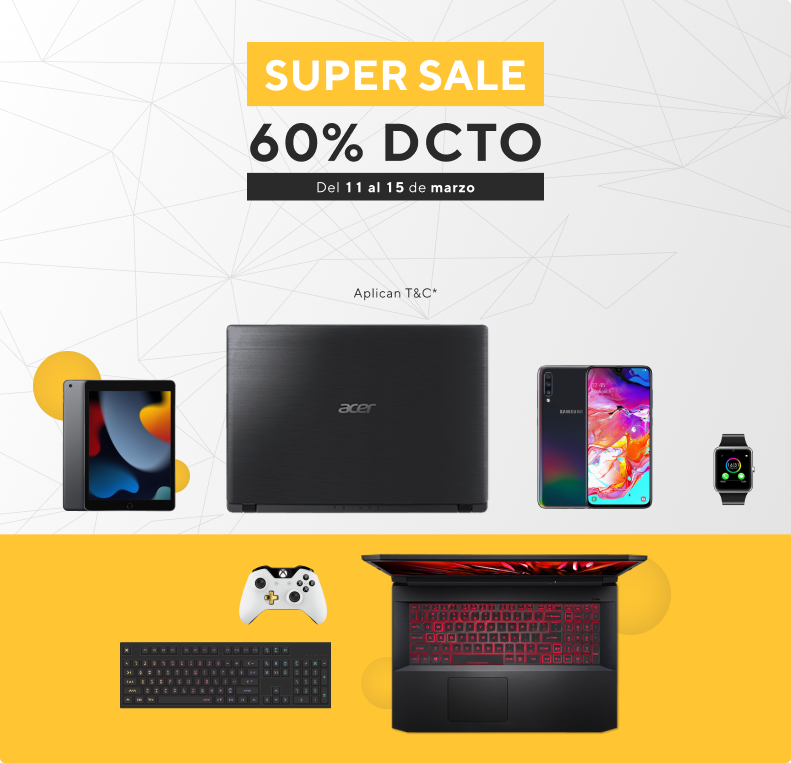 SUPER SALE
60% DCTO
Del 11 al 15 de marzo
Aplican T&C*
acer
SAMSUNG